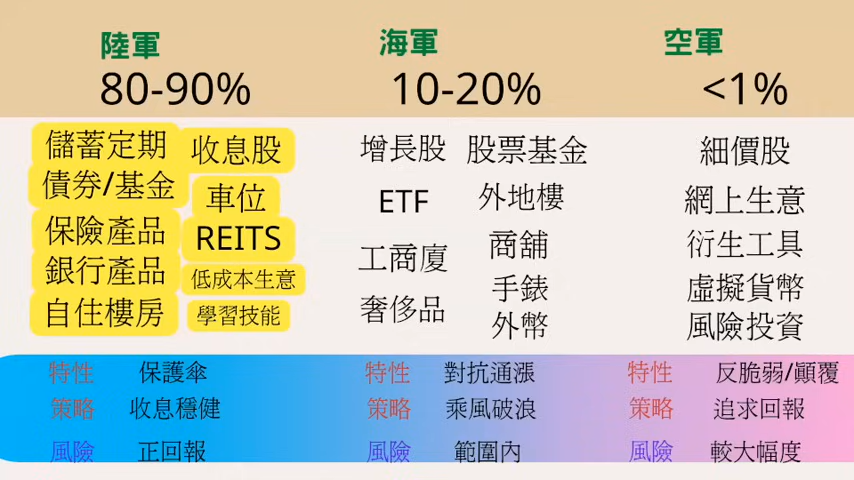 陸軍 海軍 空軍
80-90% 10-20% <1%
儲蓄定期 收息股 增長股 股票基金 細價股
債券/基金 車位 ETF 外地樓 網上生意
保險產品 REITS 商舖 衍生工具
銀行產品 低成本生意 工商廈 手錶 虛擬貨幣
自住樓房 學習技能 奢侈品 外幣 風險投資
特性 保護傘 特性 對抗通漲 特性 反脆弱/顛覆
策略 收息穩健 策略 乘風破浪 策略 追求回報
風險 正回報 風險 範圍內 風險 較大幅度